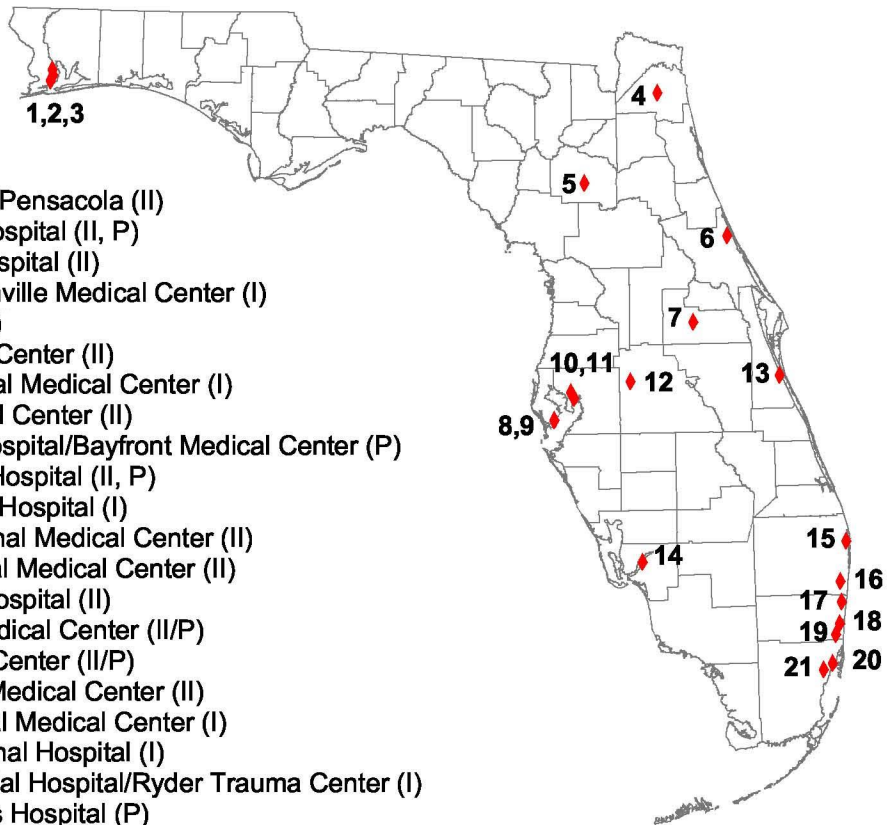 1,2,3
4
Pensacola (II)
5
ospital (II, P)
spital (II)
6
nville Medical Center (I)
)
Center (II)
7
al Medical Center (I)
10,11
12
13
l Center (II)
8,9
ospital/Bayfront Medical Center (P)
Hospital (II, P)
Hospital (I)
nal Medical Center (II)
15
al Medical Center (II)
14
16
ospital (II)
17
dical Center (II/P)
18
19
Center (II/P)
20
21
Medical Center (II)
al Medical Center (I)
nal Hospital (I)
ial Hospital/Ryder Trauma Center (I)
s Hospital (P)